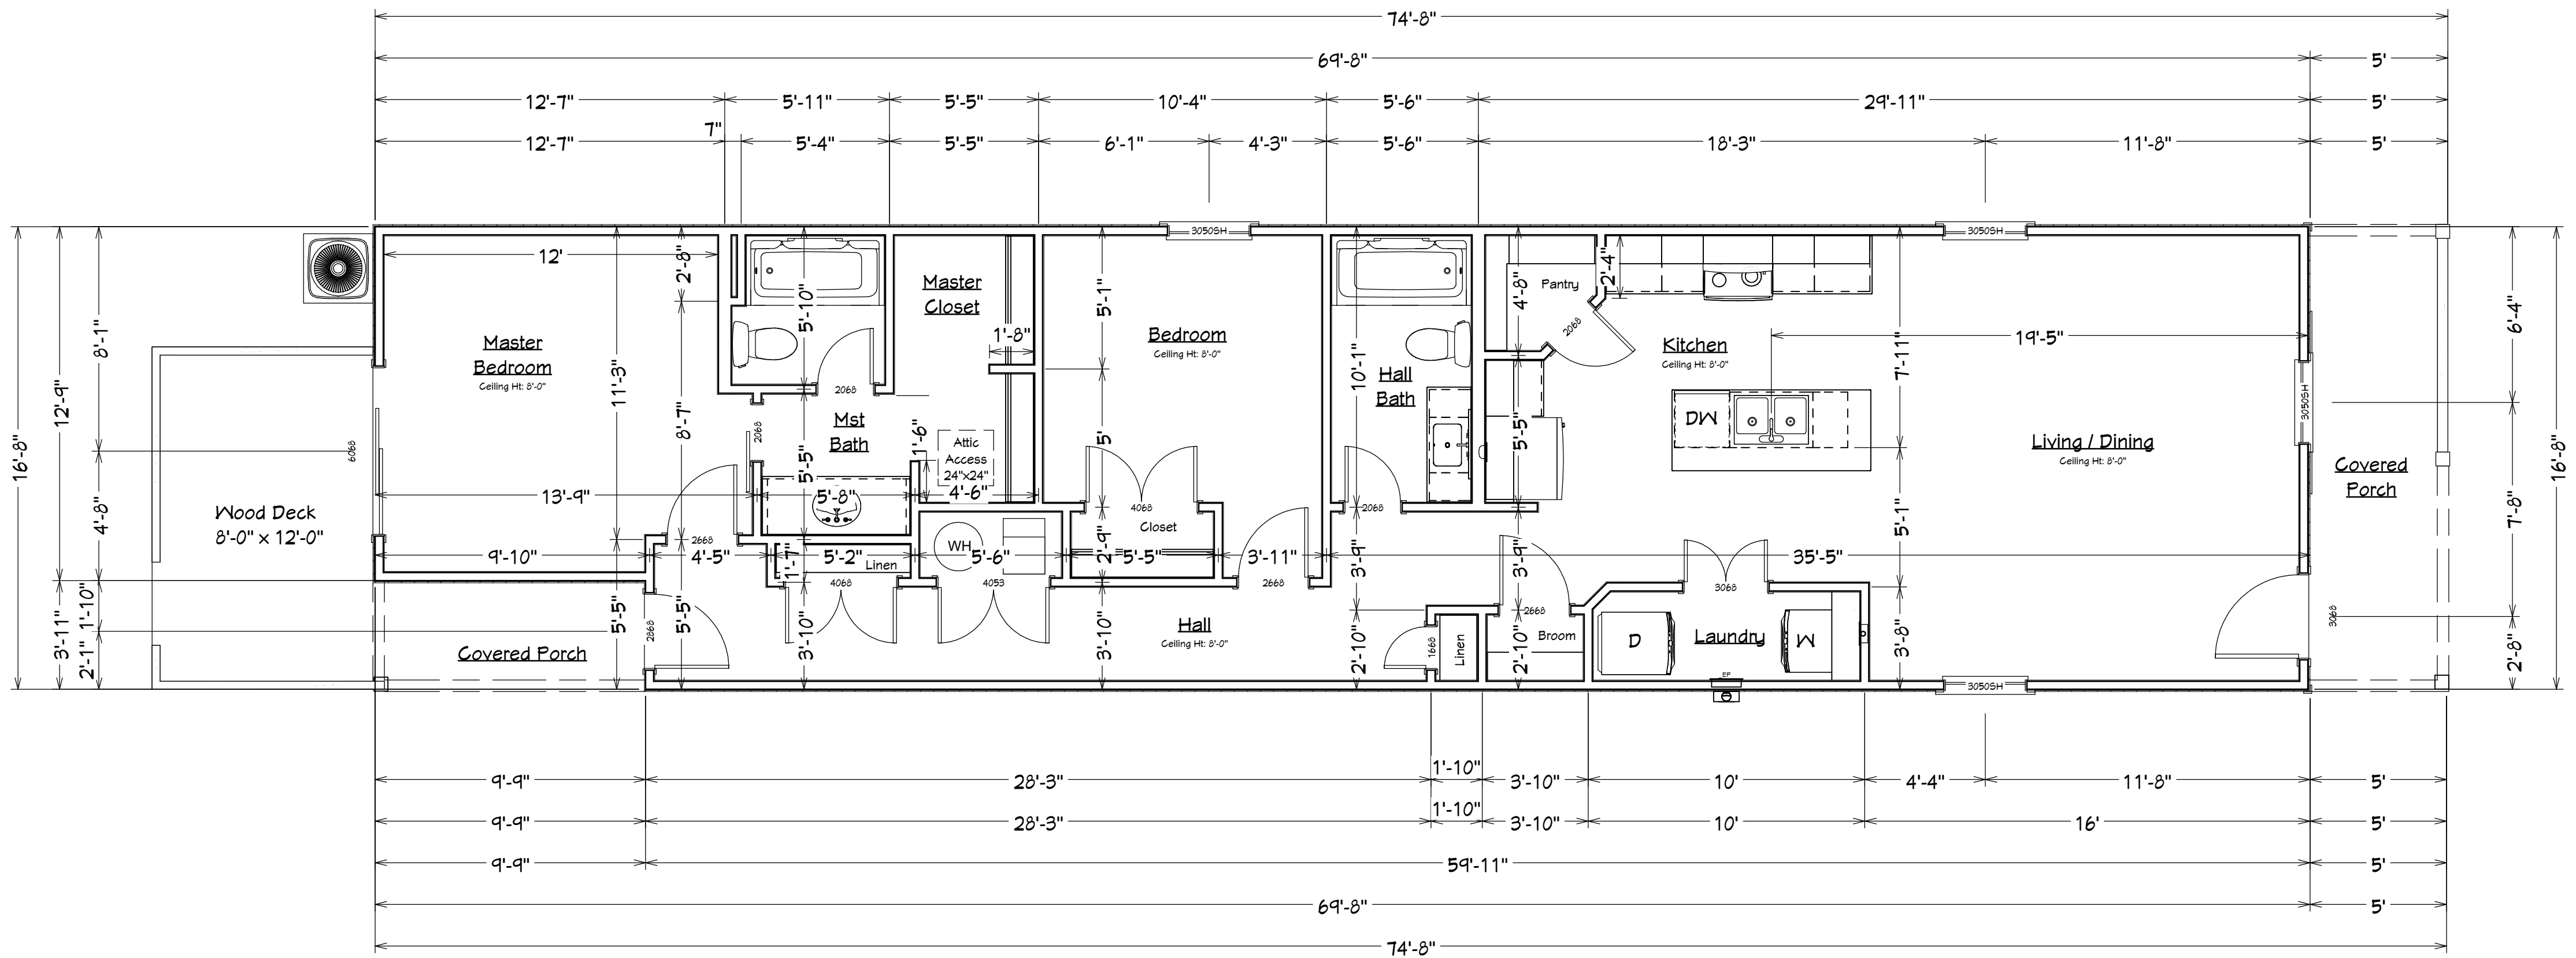 74'-8"
69'-8" 5'
12'-7" 5'-11" 5'-5" 10'-4" 5'-6" 29'-11" 5'
7"
12'-7" 5'-4" 5'-5" 6'-1" 4'-3" 5'-6" 18'-3" 11'-8" 5'
3050SH 3050SH
12'
2'-8"
2'-4"
16'-8"
12'-9"
8'-1"
4'-8"
3'-11"
1'-10"
2'-1"
Wood Deck
8'-0" x 12'-0"
6068
Master
Bedroom
Ceiling Ht: 8'-0"
11'-3"
8'-7"
13'-9"
9'-10"
5'-5"
5'-5"
Covered Porch
2868
2668
4'-5"
5'-10"
2068
2068
Mst
Bath
5'-5"
5'-8"
1'-7"
5'-2"
Linen
4068
3'-10"
Master
Closet
1'-8"
1'-6"
Attic
Access
24"x24"
4'-6"
WH
5'-6"
4053
Bedroom
Ceiling Ht: 8'-0"
5'-1"
5'
4068
Closet
2'-9"
5'-5"
3'-11"
2668
3'-10"
Hall
Ceiling Ht: 8'-0"
10'-1"
Hall
Bath
2068
3'-9"
2'-10"
1668
Linen
Pantry
2068
4'-8"
5'-5"
3'-9"
2668
Broom
2'-10"
Kitchen
Ceiling Ht: 8'-0"
19'-5"
DW
7'-11"
5'-1"
35'-5"
3068
D
Laundry
W
3'-8"
EP
3050SH
Living / Dining
Ceiling Ht: 8'-0"
3050SH
3068
Covered
Porch
6'-4"
7'-8"
2'-8"
16'-8"
9'-9" 28'-3" 1'-10" 3'-10" 10' 4'-4" 11'-8" 5'
9'-9" 28'-3" 1'-10" 3'-10" 10' 16' 5'
9'-9" 59'-11" 5'
69'-8" 5'
74'-8"